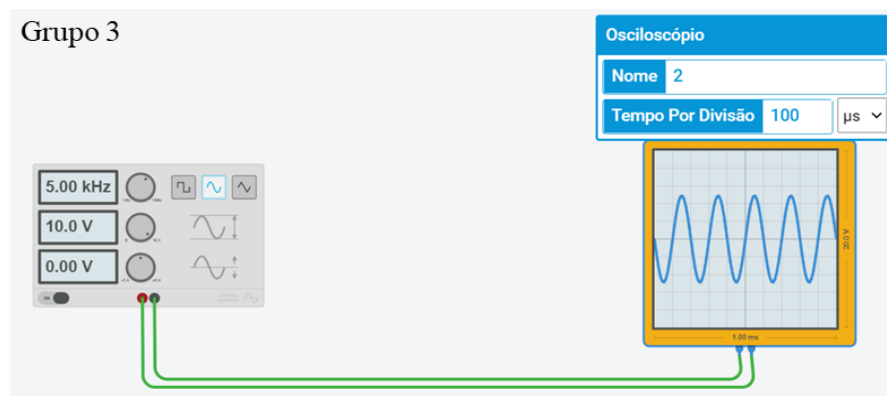 Grupo 3
Osciloscópio
Nome 2
Tempo Por Divisão 100 µs
5.00 kHz
10.0 V
0.00 V
20.0 V
1.00 ms